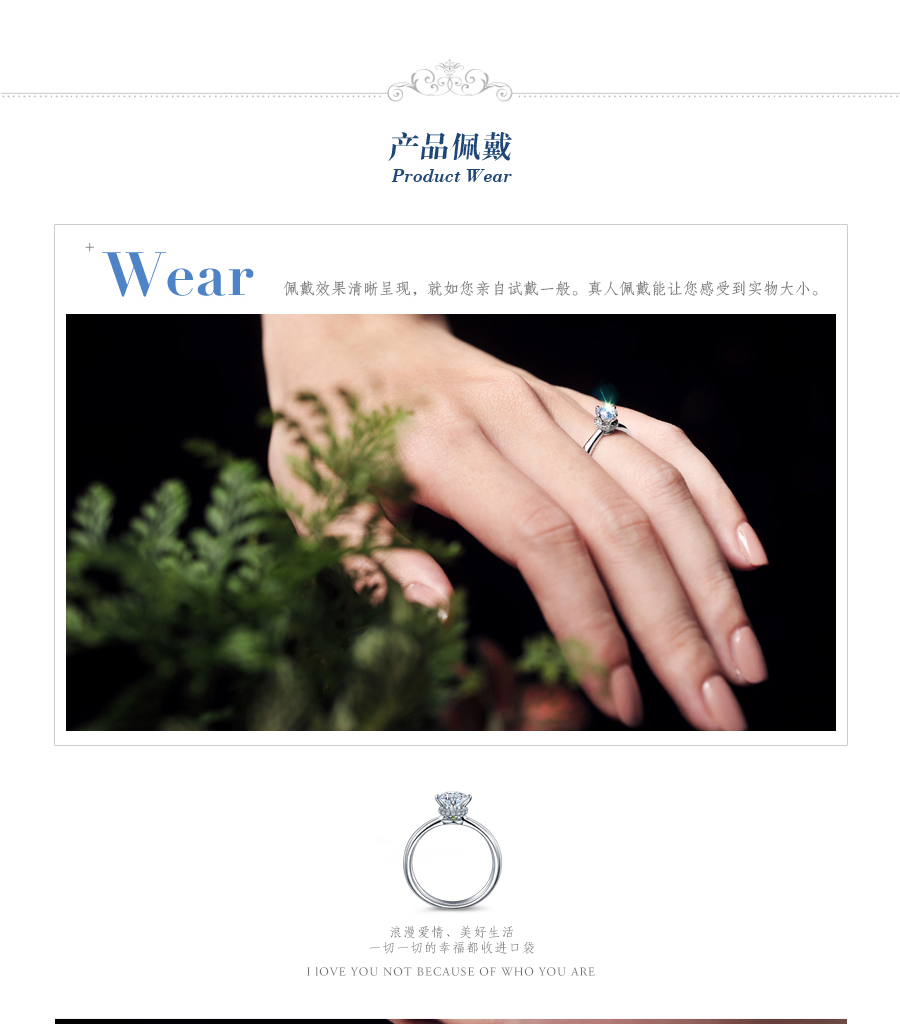 产品佩戴
Product Wear
+
Wear
佩戴效果清晰呈现，就如您亲自试戴一般。真人佩戴能让您感受到实物大小。
浪漫爱情、美好生活
一切一切的幸福都收进口袋
I lOVE YOU NOT BECAUSE OF WHO YOU ARE